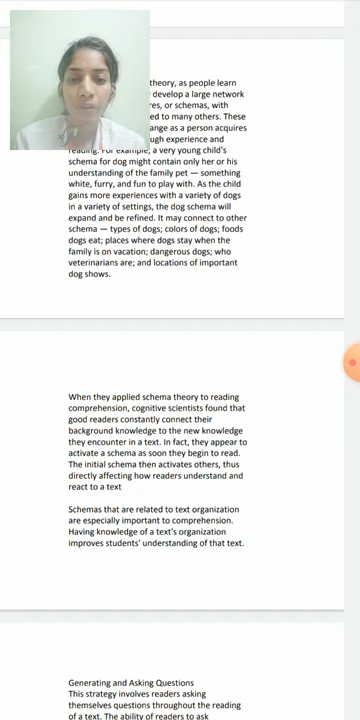 theory, as people learn
develop a large network
res, or schemas, with
ed to many others. These
ange as a person acquires
ugh experience and
reading. For example, a very young child's
schema for dog might contain only her or his
understanding of the family pet — something
white, furry, and fun to play with. As the child
gains more experiences with a variety of dogs
in a variety of settings, the dog schema will
expand and be refined. It may connect to other
schema — types of dogs; colors of dogs; foods
dogs eat; places where dogs stay when the
family is on vacation; dangerous dogs; who
veterinarians are; and locations of important
dog shows.
When they applied schema theory to reading
comprehension, cognitive scientists found that
good readers constantly connect their
background knowledge to the new knowledge
they encounter in a text. In fact, they appear to
activate a schema as soon they begin to read.
The initial schema then activates others, thus
directly affecting how readers understand and
react to a text
Schemas that are related to text organization
are especially important to comprehension.
Having knowledge of a text's organization
improves students' understanding of that text.
Generating and Asking Questions
This strategy involves readers asking
themselves questions throughout the reading
of a text. The ability of readers to ask